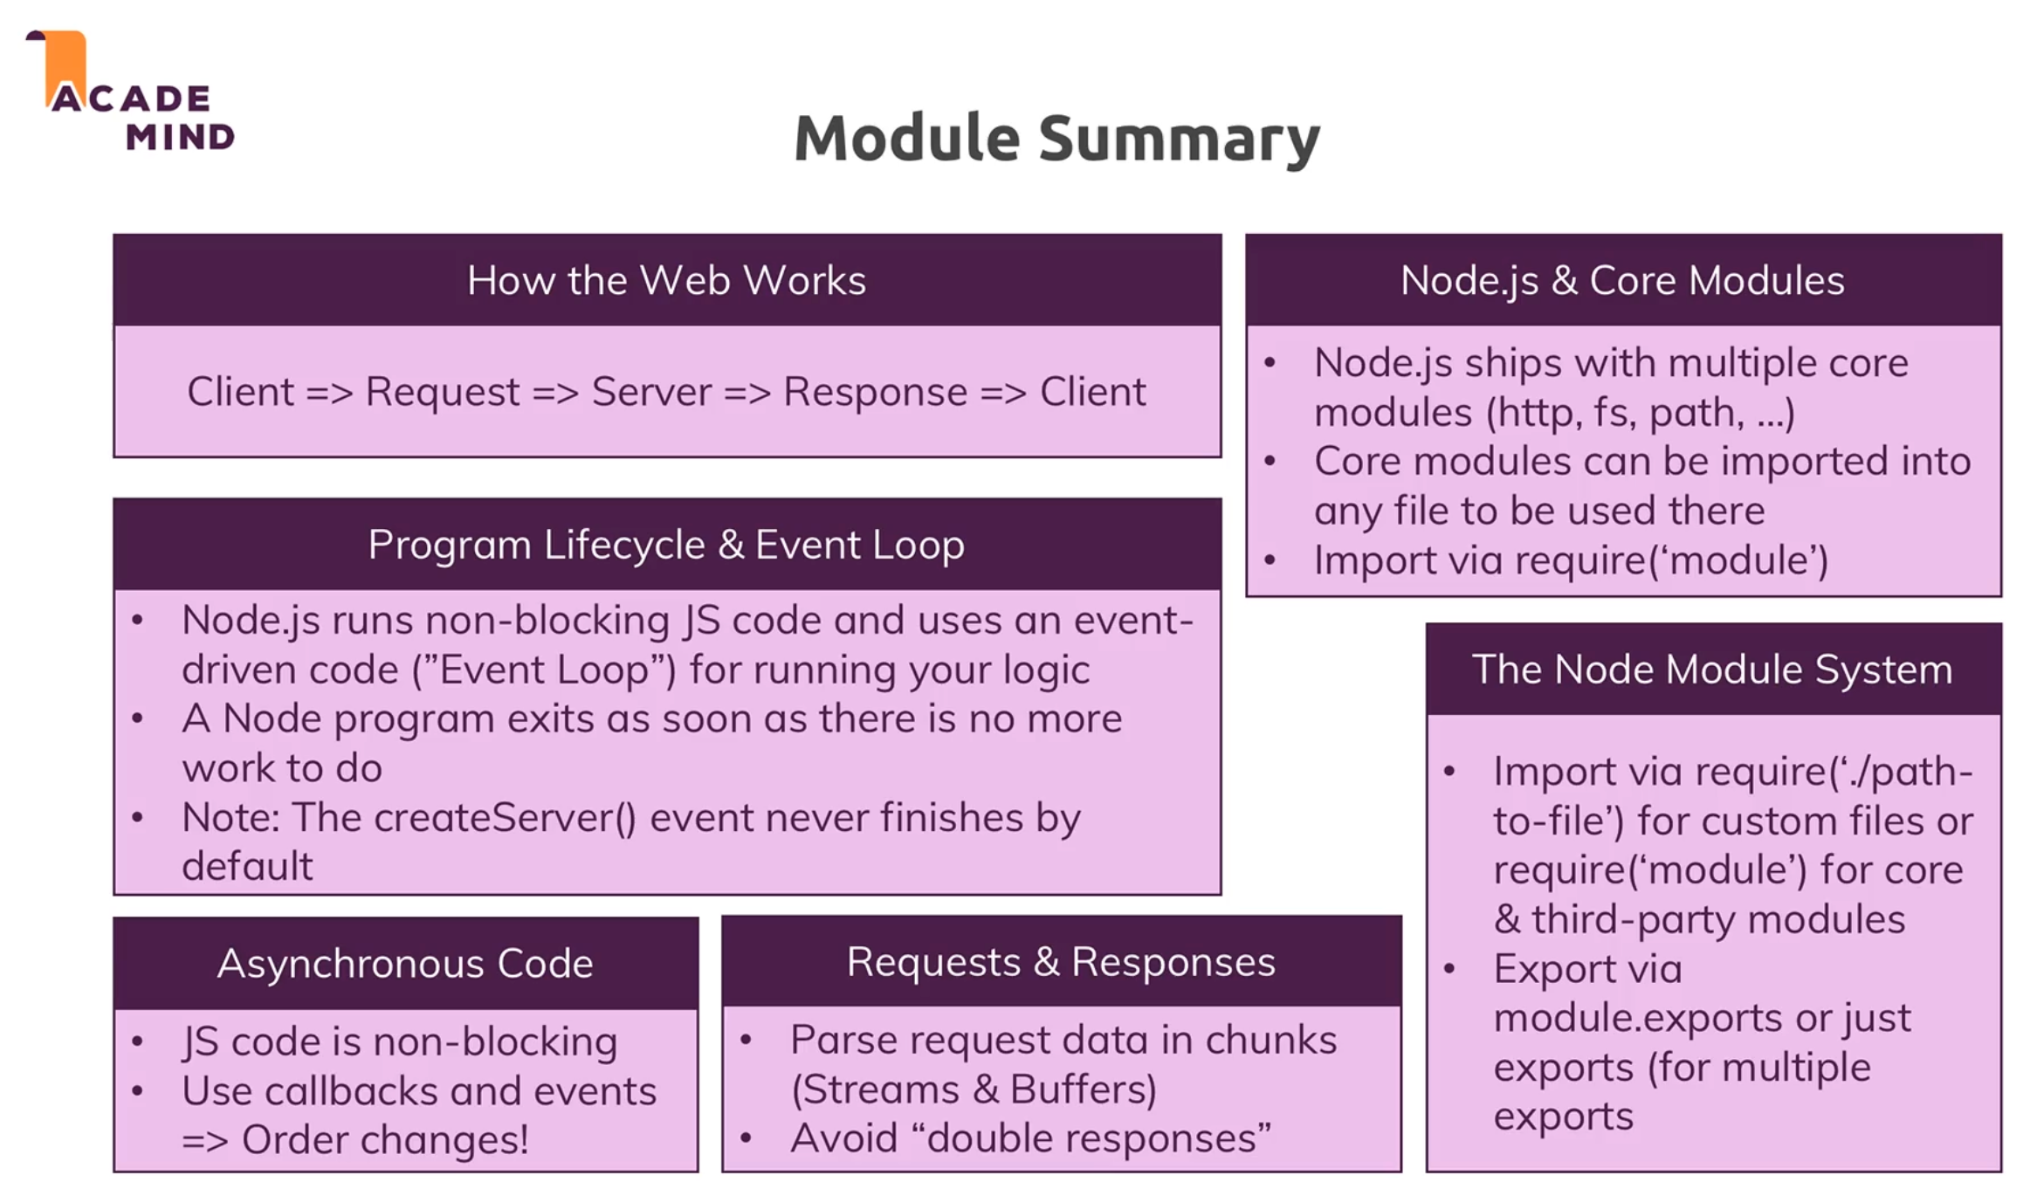 ACADE
MIND
Module Summary
How the Web Works
Client => Request => Server => Response => Client
Node.js & Core Modules
• Node.js ships with multiple core
modules (http, fs, path, …)
• Core modules can be imported into
any file to be used there
• Import via require(‘module’)
Program Lifecycle & Event Loop
• Node.js runs non-blocking JS code and uses an event-
driven code (”Event Loop”) for running your logic
• A Node program exits as soon as there is no more
work to do
• Note: The createServer() event never finishes by
default
The Node Module System
• Import via require(‘./path-
to-file’) for custom files or
require(‘module’) for core
& third-party modules
• Export via
module.exports or just
exports (for multiple
exports
Asynchronous Code
• JS code is non-blocking
• Use callbacks and events
=> Order changes!
Requests & Responses
• Parse request data in chunks
(Streams & Buffers)
• Avoid “double responses”